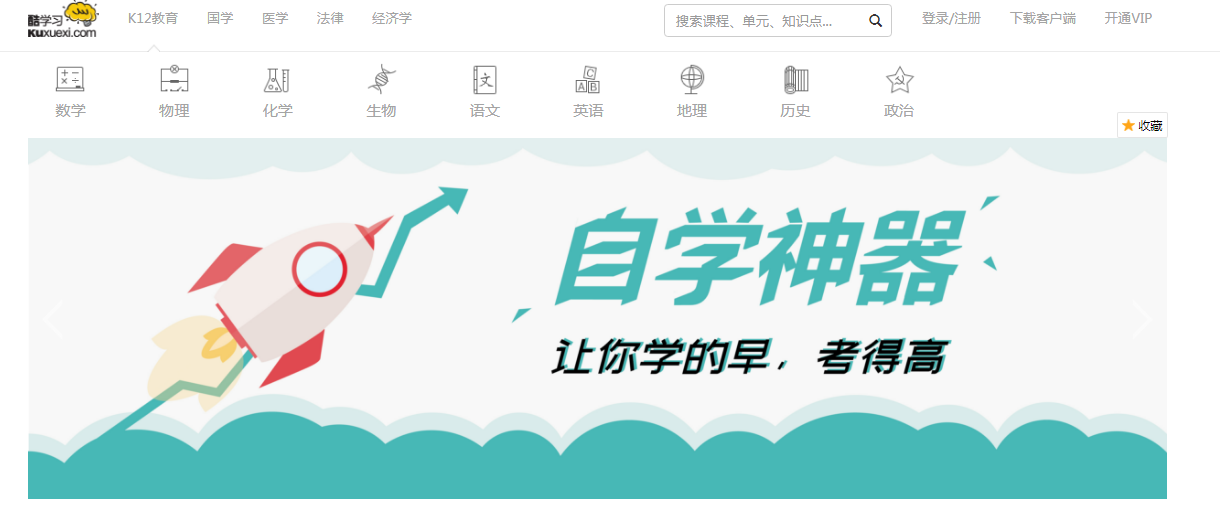 酷学习
Kuxuexi.com
K12教育 国学 医学 法律 经济学
搜索课程、单元、知识点...
登录/注册 下载客户端 开通VIP
数学 物理 化学 生物 语文 英语 地理 历史 政治
收藏
自学神器
让你学的早，考得高